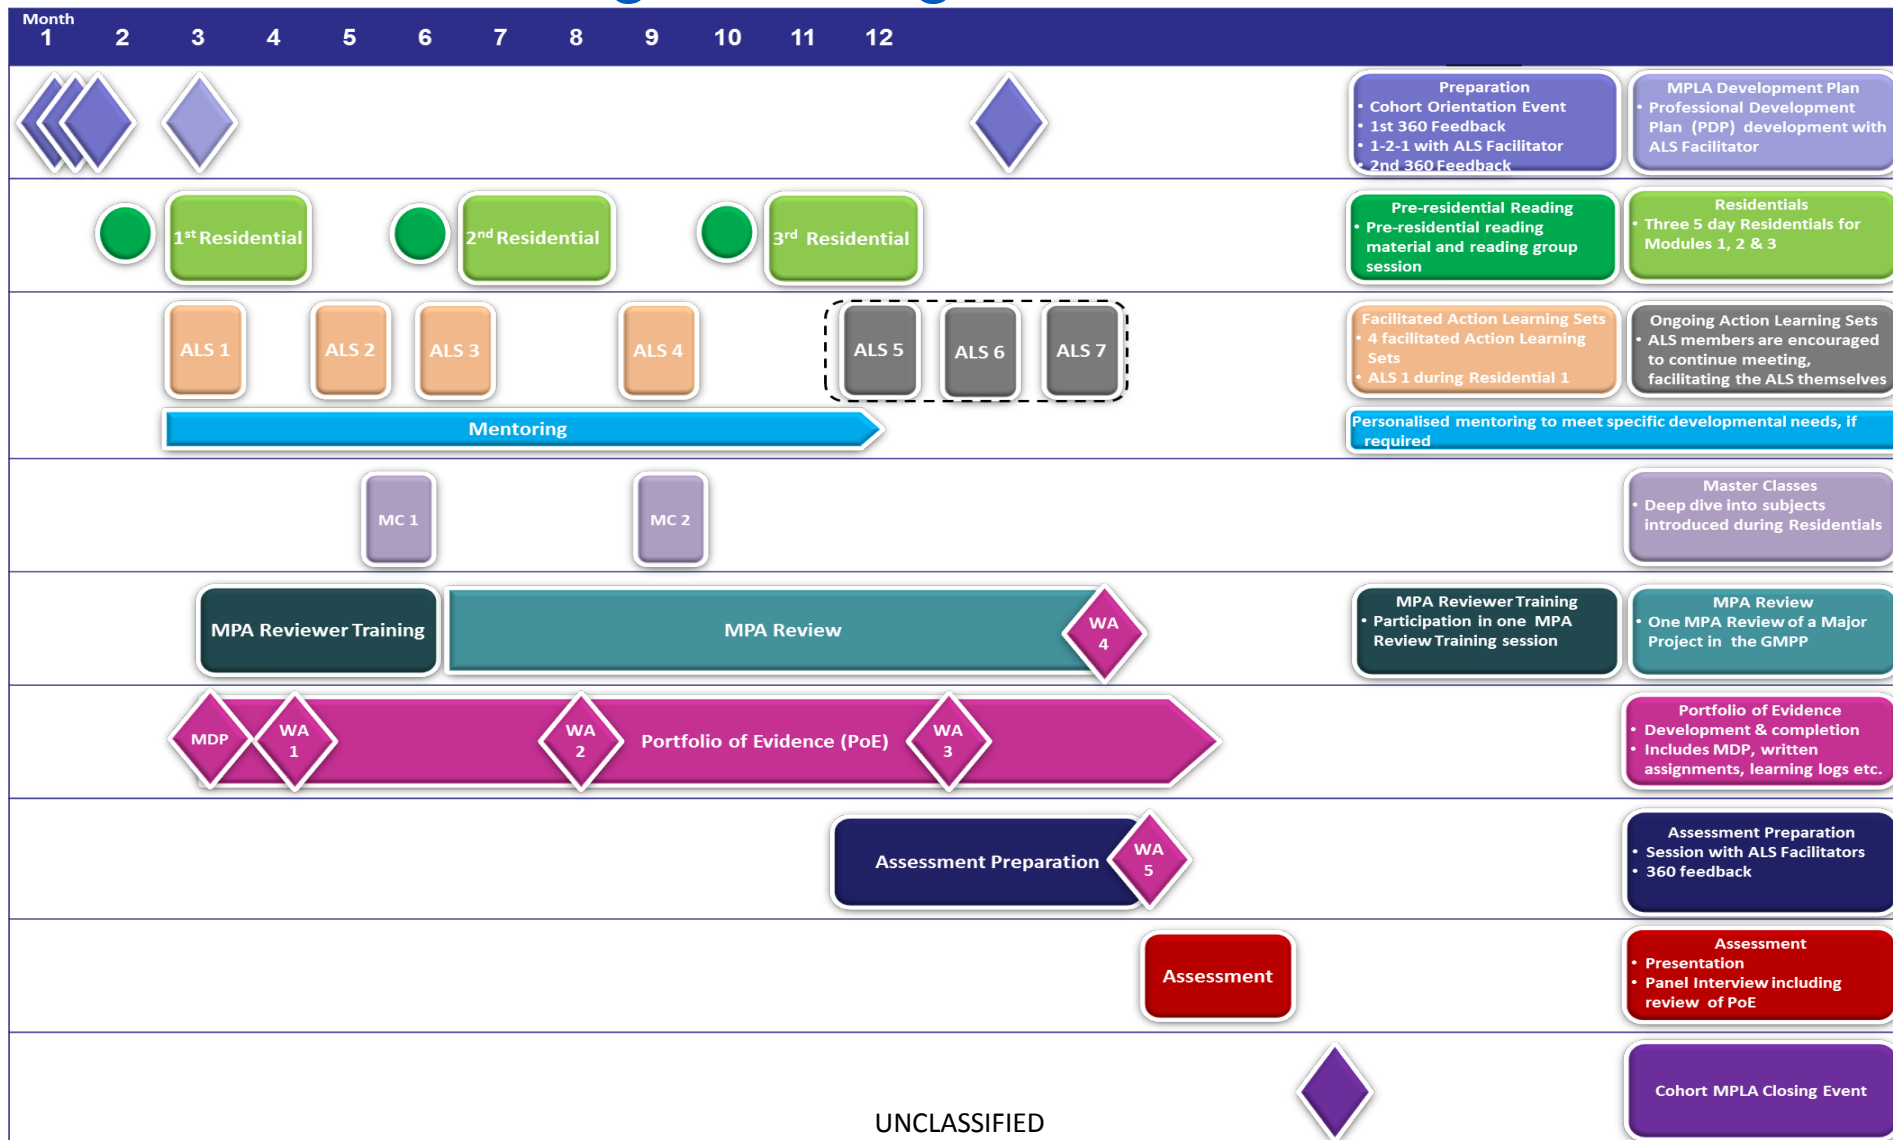 Month
1 2 3 4 5 6 7 8 9 10 11 12
Preparation
• Cohort Orientation Event
• 1st 360 Feedback
• 1-2-1 with ALS Facilitator
• 2nd 360 Feedback
MPLA Development Plan
• Professional Development
Plan (PDP) development with
ALS Facilitator
1st Residential
2nd Residential
3rd Residential
Pre-residential Reading
• Pre-residential reading
material and reading group
session
Residentials
• Three 5 day Residentials for
Modules 1, 2 & 3
ALS 1
ALS 2
ALS 3
ALS 4
ALS 5
ALS 6
ALS 7
Facilitated Action Learning Sets
• 4 facilitated Action Learning
Sets
• ALS 1 during Residential 1
Ongoing Action Learning Sets
• ALS members are encouraged
to continue meeting,
facilitating the ALS themselves
Mentoring
Personalised mentoring to meet specific developmental needs, if
required
MC 1
MC 2
Master Classes
• Deep dive into subjects
introduced during Residentials
MPA Reviewer Training
MPA Review
WA
4
MPA Reviewer Training
• Participation in one MPA
Review Training session
MPA Review
• One MPA Review of a Major
Project in the GMPP
MDP
WA
1
WA
2
Portfolio of Evidence (PoE)
WA
3
Portfolio of Evidence
• Development & completion
• Includes MDP, written
assignments, learning logs etc.
Assessment Preparation
WA
5
Assessment Preparation
• Session with ALS Facilitators
• 360 feedback
Assessment
Assessment
• Presentation
• Panel Interview including
review of PoE
Cohort MPLA Closing Event
UNCLASSIFIED